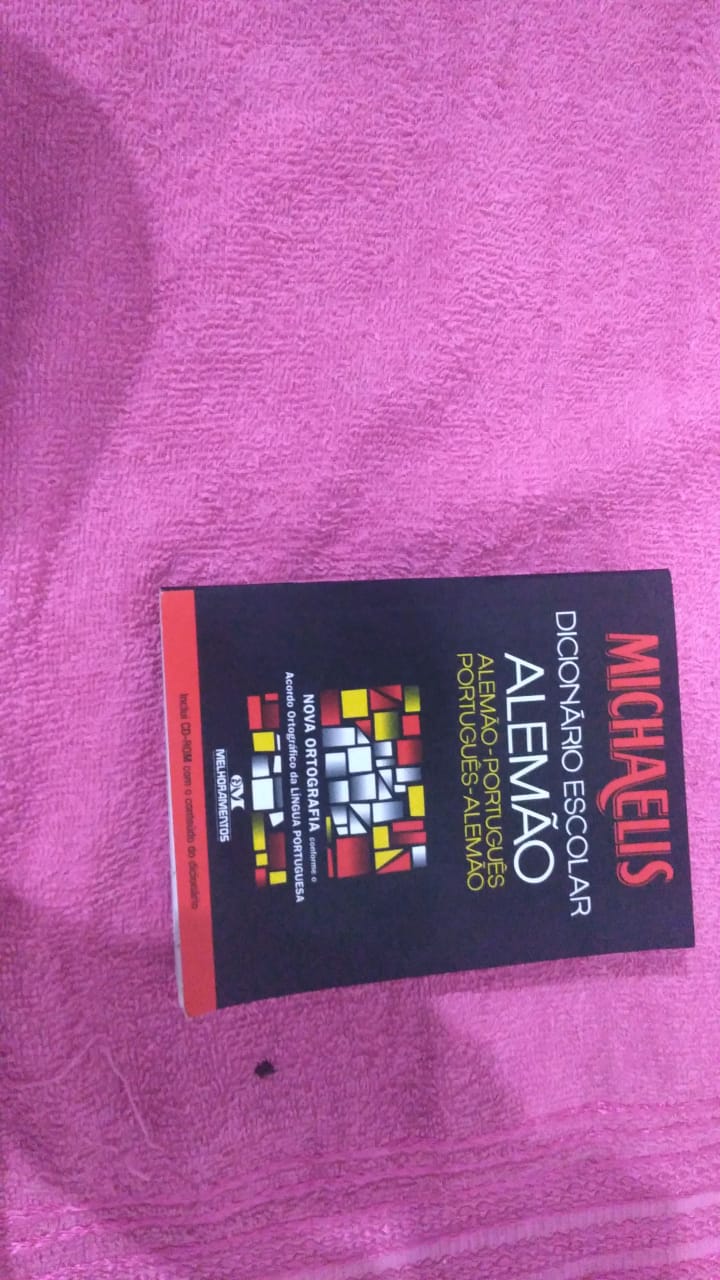 MICHAELIS
DICIONÁRIO ESCOLAR
ALEMÃO
ALEMÃO-PORTUGUÊS
PORTUGUÊS-ALEMÃO
NOVA ORTOGRAFIA conforme o
Acordo Ortográfico da LÍNGUA PORTUGUESA
MELHORAMENTOS
Inclui CD-ROM com o conteúdo do dicionário